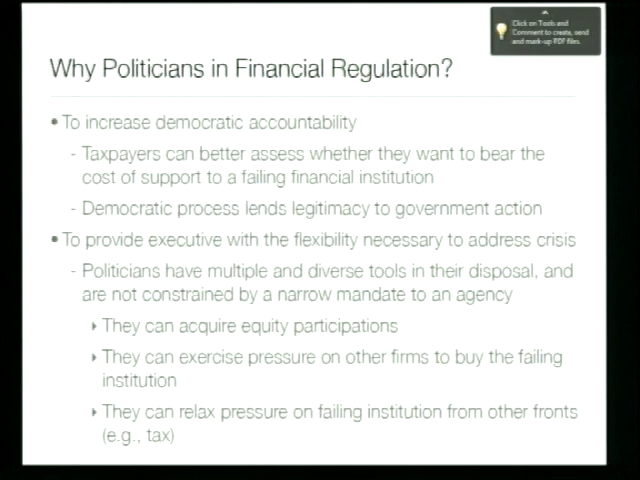 Click on Tools and
Comment to create, send
and mark-up PDF files.
Why Politicians in Financial Regulation?
• To increase democratic accountability
- Taxpayers can better assess whether they want to bear the
cost of support to a failing financial institution
- Democratic process lends legitimacy to government action
• To provide executive with the flexibility necessary to address crisis
- Politicians have multiple and diverse tools in their disposal, and
are not constrained by a narrow mandate to an agency
‣ They can acquire equity participations
‣ They can exercise pressure on other firms to buy the failing
institution
‣ They can relax pressure on failing institution from other fronts
(e.g., tax)